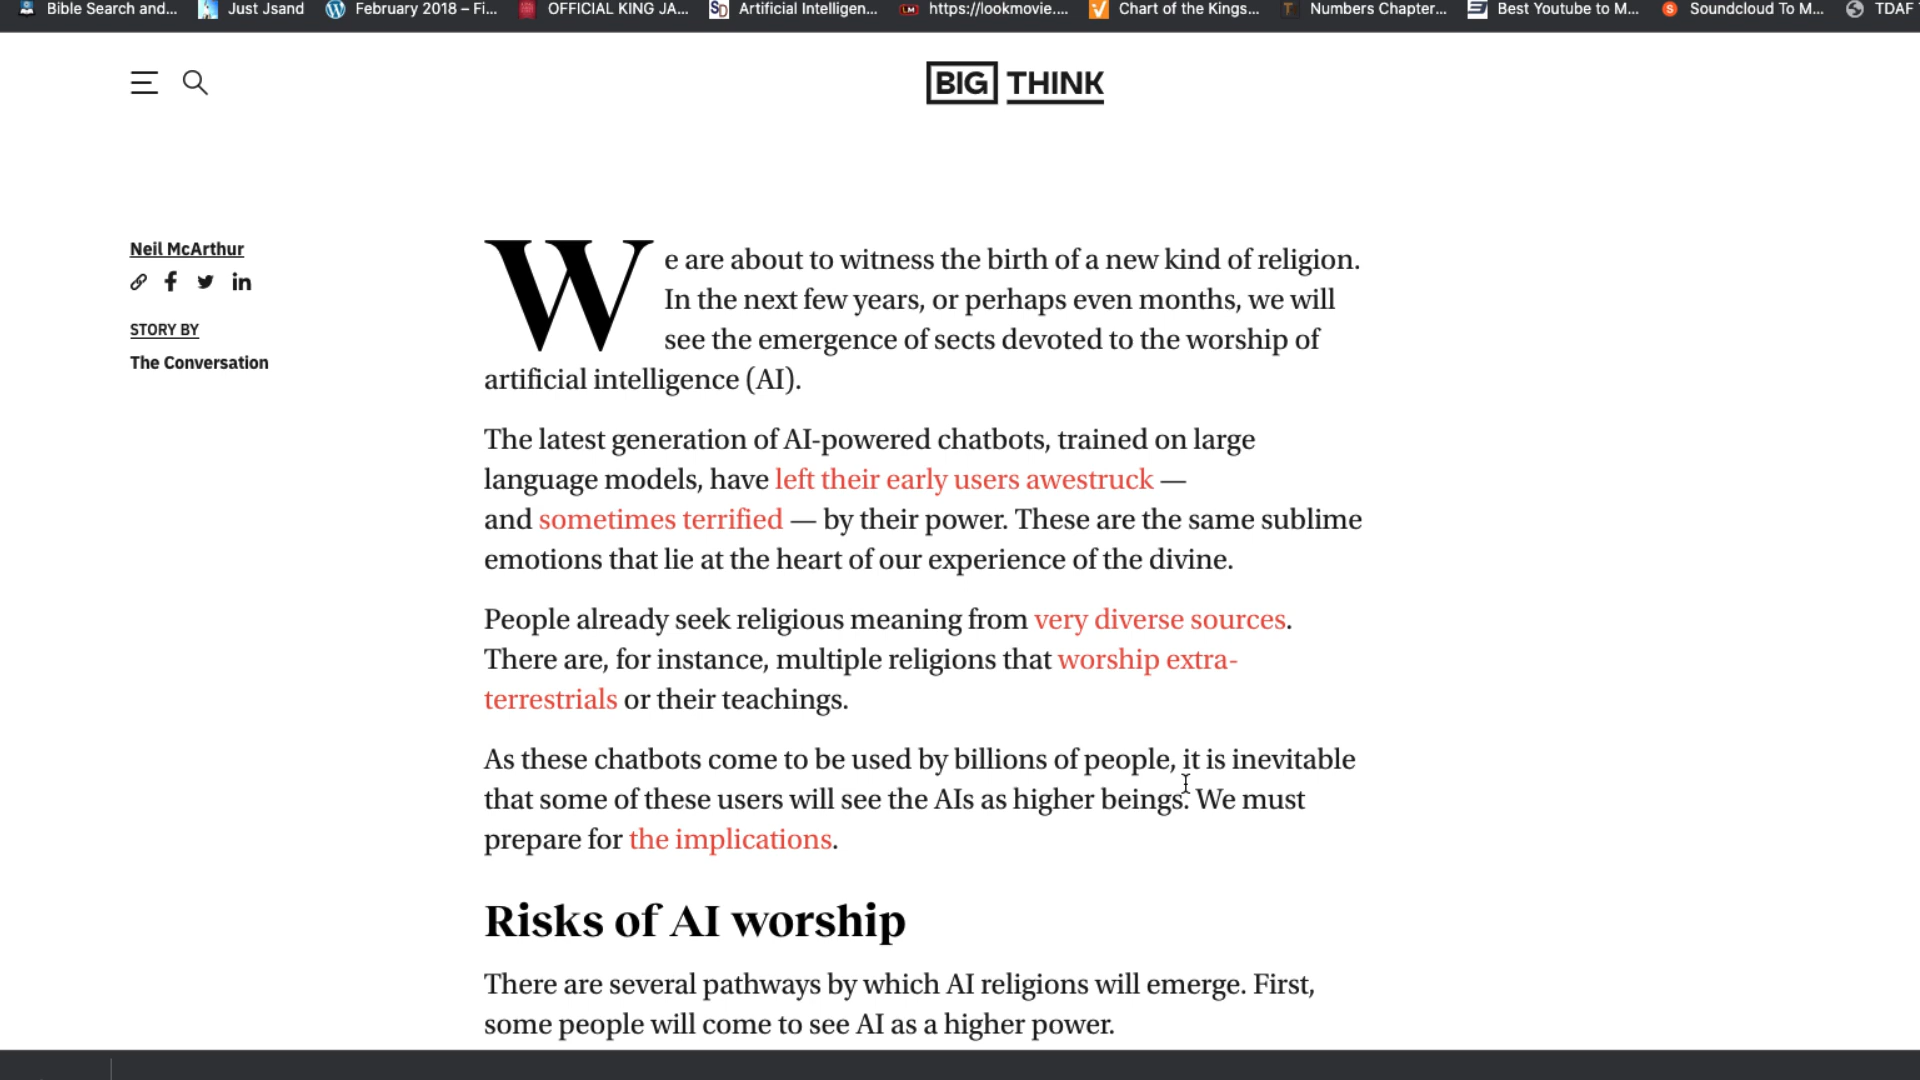 Bible Search and... Just Jsand February 2018 – Fi... OFFICIAL KING JA... SD Artificial Intelligen... LM https://lookmovie.... Chart of the Kings... T Numbers Chapter... Best Youtube to M... S Soundcloud To M... TDAF
BIG THINK
Neil McArthur
STORY BY
The Conversation
We are about to witness the birth of a new kind of religion.
In the next few years, or perhaps even months, we will
see the emergence of sects devoted to the worship of
artificial intelligence (AI).
The latest generation of AI-powered chatbots, trained on large
language models, have left their early users awestruck —
and sometimes terrified — by their power. These are the same sublime
emotions that lie at the heart of our experience of the divine.
People already seek religious meaning from very diverse sources.
There are, for instance, multiple religions that worship extra-
terrestrials or their teachings.
As these chatbots come to be used by billions of people, it is inevitable
that some of these users will see the AIs as higher beings. We must
prepare for the implications.
Risks of AI worship
There are several pathways by which AI religions will emerge. First,
some people will come to see AI as a higher power.